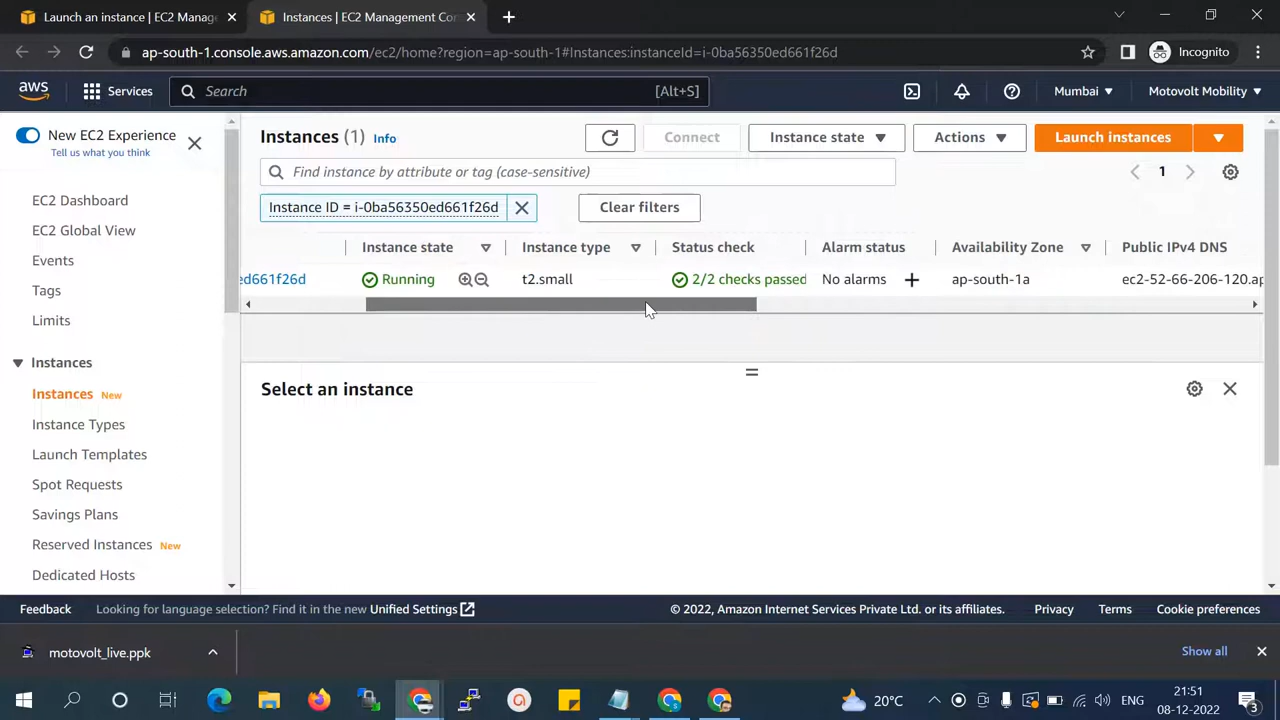 Launch an instance | EC2 Manag
Instances | EC2 Management Con
ap-south-1.console.aws.amazon.com/ec2/home?region=ap-south-1#Instances:instanceId=i-0ba56350ed661f26d
Incognito
aws
Services
Search
[Alt+S]
Mumbai
Motovolt Mobility
New EC2 Experience
Tell us what you think
EC2 Dashboard
EC2 Global View
Events
Tags
Limits
Instances
Instances New
Instance Types
Launch Templates
Spot Requests
Savings Plans
Reserved Instances New
Dedicated Hosts
Instances (1) Info
Connect
Instance state
Actions
Launch instances
Find instance by attribute or tag (case-sensitive)
1
Instance ID = i-0ba56350ed661f26d
Clear filters
Instance state Instance type Status check Alarm status Availability Zone Public IPv4 DNS
ed661f26d Running t2.small 2/2 checks passed No alarms ap-south-1a ec2-52-66-206-120.ap
Select an instance
Feedback
Looking for language selection? Find it in the new Unified Settings
© 2022, Amazon Internet Services Private Ltd. or its affiliates.
Privacy
Terms
Cookie preferences
motovolt_live.ppk
Show all
20°C
ENG
21:51
08-12-2022
3